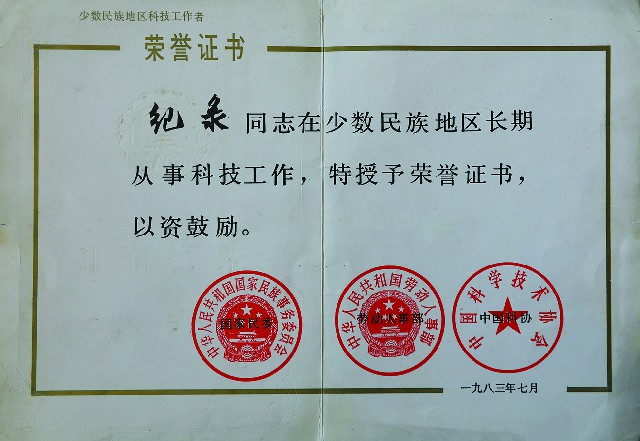 少数民族地区科技工作者
荣誉证书
纪录同志在少数民族地区长期
从事科技工作，特授予荣誉证书，
以资鼓励。
中华人民共和国国家民族事务委员会
国家民委
中华人民共和国劳动人事部
劳动人事部
中国科学技术协会
中国科协
一九八三年七月